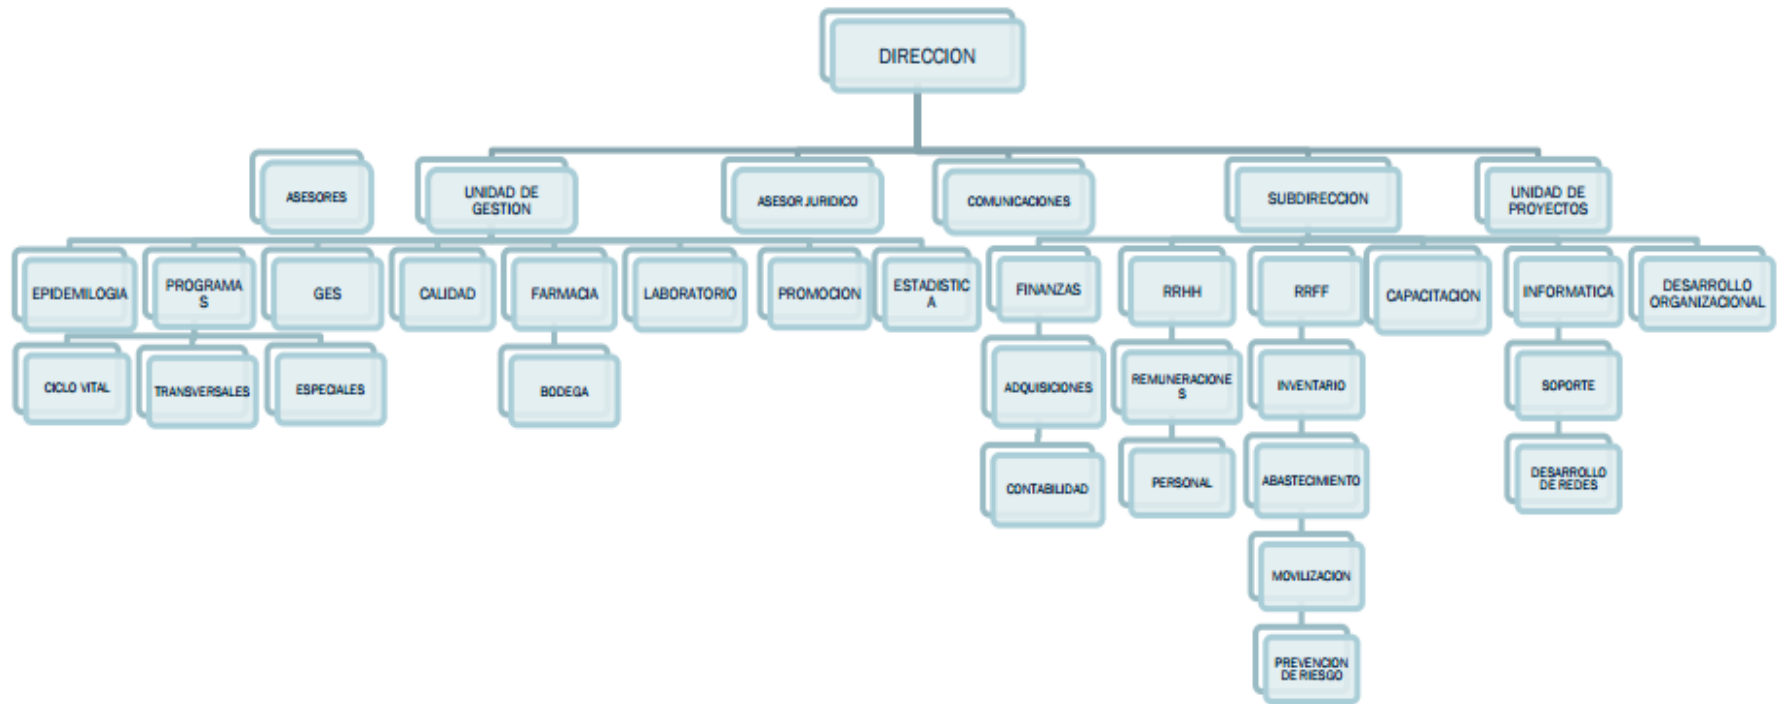 DIRECCION
ASESORES
UNIDAD DE
GESTION
ASESOR JURIDICO
COMUNICACIONES
SUBDIRECCION
UNIDAD DE
PROYECTOS
EPIDEMILOGIA
PROGRAMA
S
GES
CALIDAD
FARMACIA
LABORATORIO
PROMOCION
ESTADISTIC
A
FINANZAS
RRHH
RRFF
CAPACITACION
INFORMATICA
DESARROLLO
ORGANIZACIONAL
CICLO VITAL
TRANSVERSALES
ESPECIALES
BODEGA
ADQUISICIONES
REMUNERACIONE
S
INVENTARIO
SOPORTE
CONTABILIDAD
PERSONAL
ABASTECIMIENTO
DESARROLLO
DE REDES
MOVILIZACION
PREVENCION
DE RIESGO